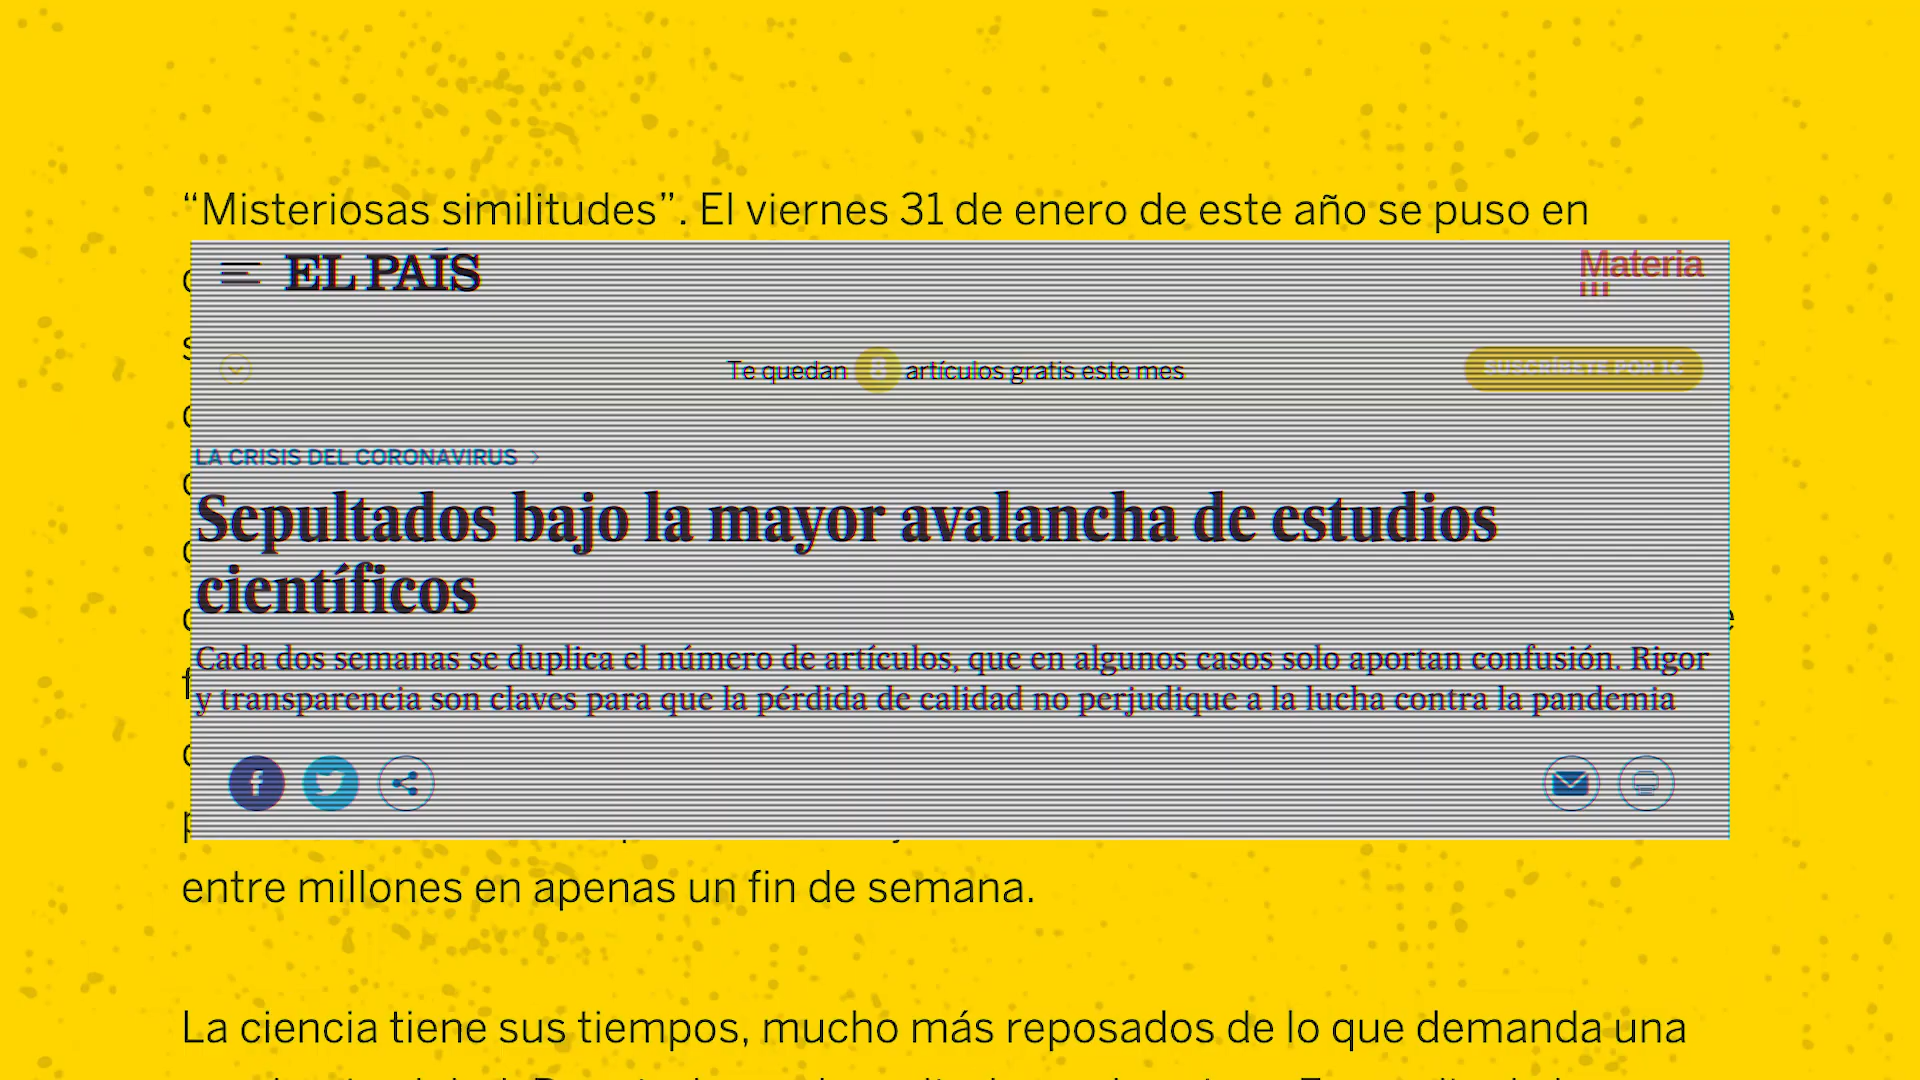 “Misteriosas similitudes”. El viernes 31 de enero de este año se puso en
EL PAÍS
Materia
Te quedan 8 artículos gratis este mes
SUSCRÍBETE POR 1€
LA CRISIS DEL CORONAVIRUS >
Sepultados bajo la mayor avalancha de estudios
científicos
Cada dos semanas se duplica el número de artículos, que en algunos casos solo aportan confusión. Rigor
y transparencia son claves para que la pérdida de calidad no perjudique a la lucha contra la pandemia
entre millones en apenas un fin de semana.
La ciencia tiene sus tiempos, mucho más reposados de lo que demanda una